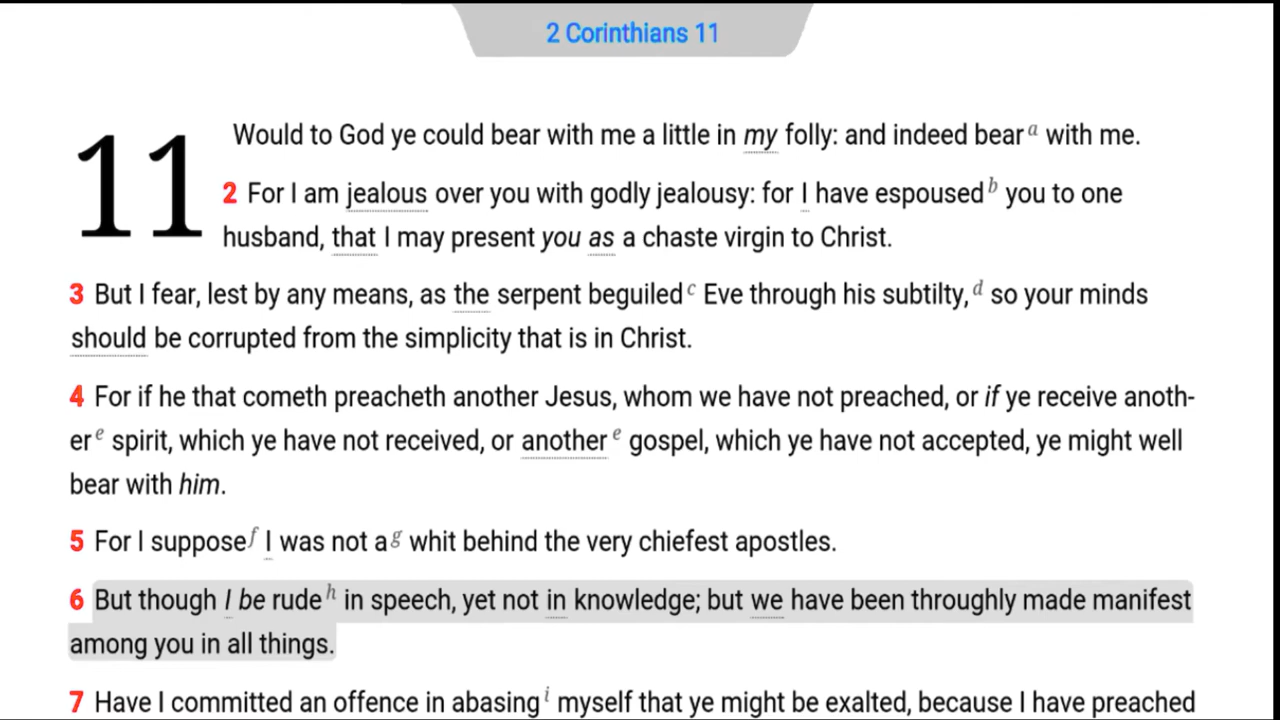 2 Corinthians 11
11 Would to God ye could bear with me a little in my folly: and indeed bear a with me.
2 For I am jealous over you with godly jealousy: for I have espoused b you to one
husband, that I may present you as a chaste virgin to Christ.
3 But I fear, lest by any means, as the serpent beguiled c Eve through his subtilty, d so your minds
should be corrupted from the simplicity that is in Christ.
4 For if he that cometh preacheth another Jesus, whom we have not preached, or if ye receive anoth-
er e spirit, which ye have not received, or another e gospel, which ye have not accepted, ye might well
bear with him.
5 For I suppose f I was not a g whit behind the very chiefest apostles.
6 But though I be rude h in speech, yet not in knowledge; but we have been throughly made manifest
among you in all things.
7 Have I committed an offence in abasing i myself that ye might be exalted, because I have preached